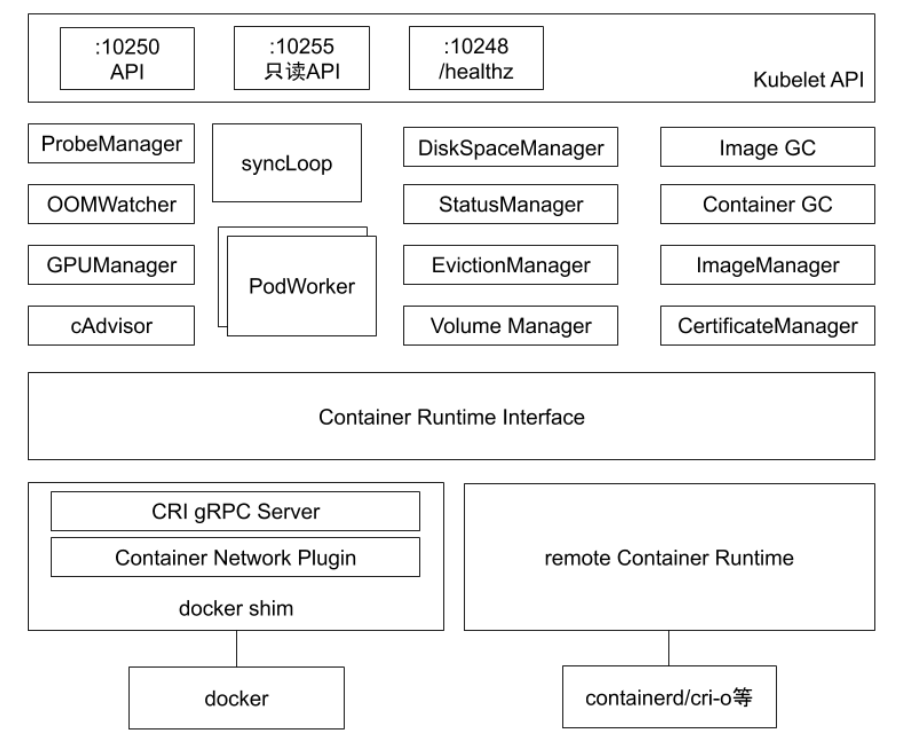 :10250
API
:10255
只读API
:10248
/healthz
Kubelet API
ProbeManager
syncLoop
DiskSpaceManager
Image GC
OOMWatcher
StatusManager
Container GC
GPUManager
PodWorker
EvictionManager
ImageManager
cAdvisor
Volume Manager
CertificateManager
Container Runtime Interface
CRI gRPC Server
Container Network Plugin
docker shim
remote Container Runtime
docker
containerd/cri-o等